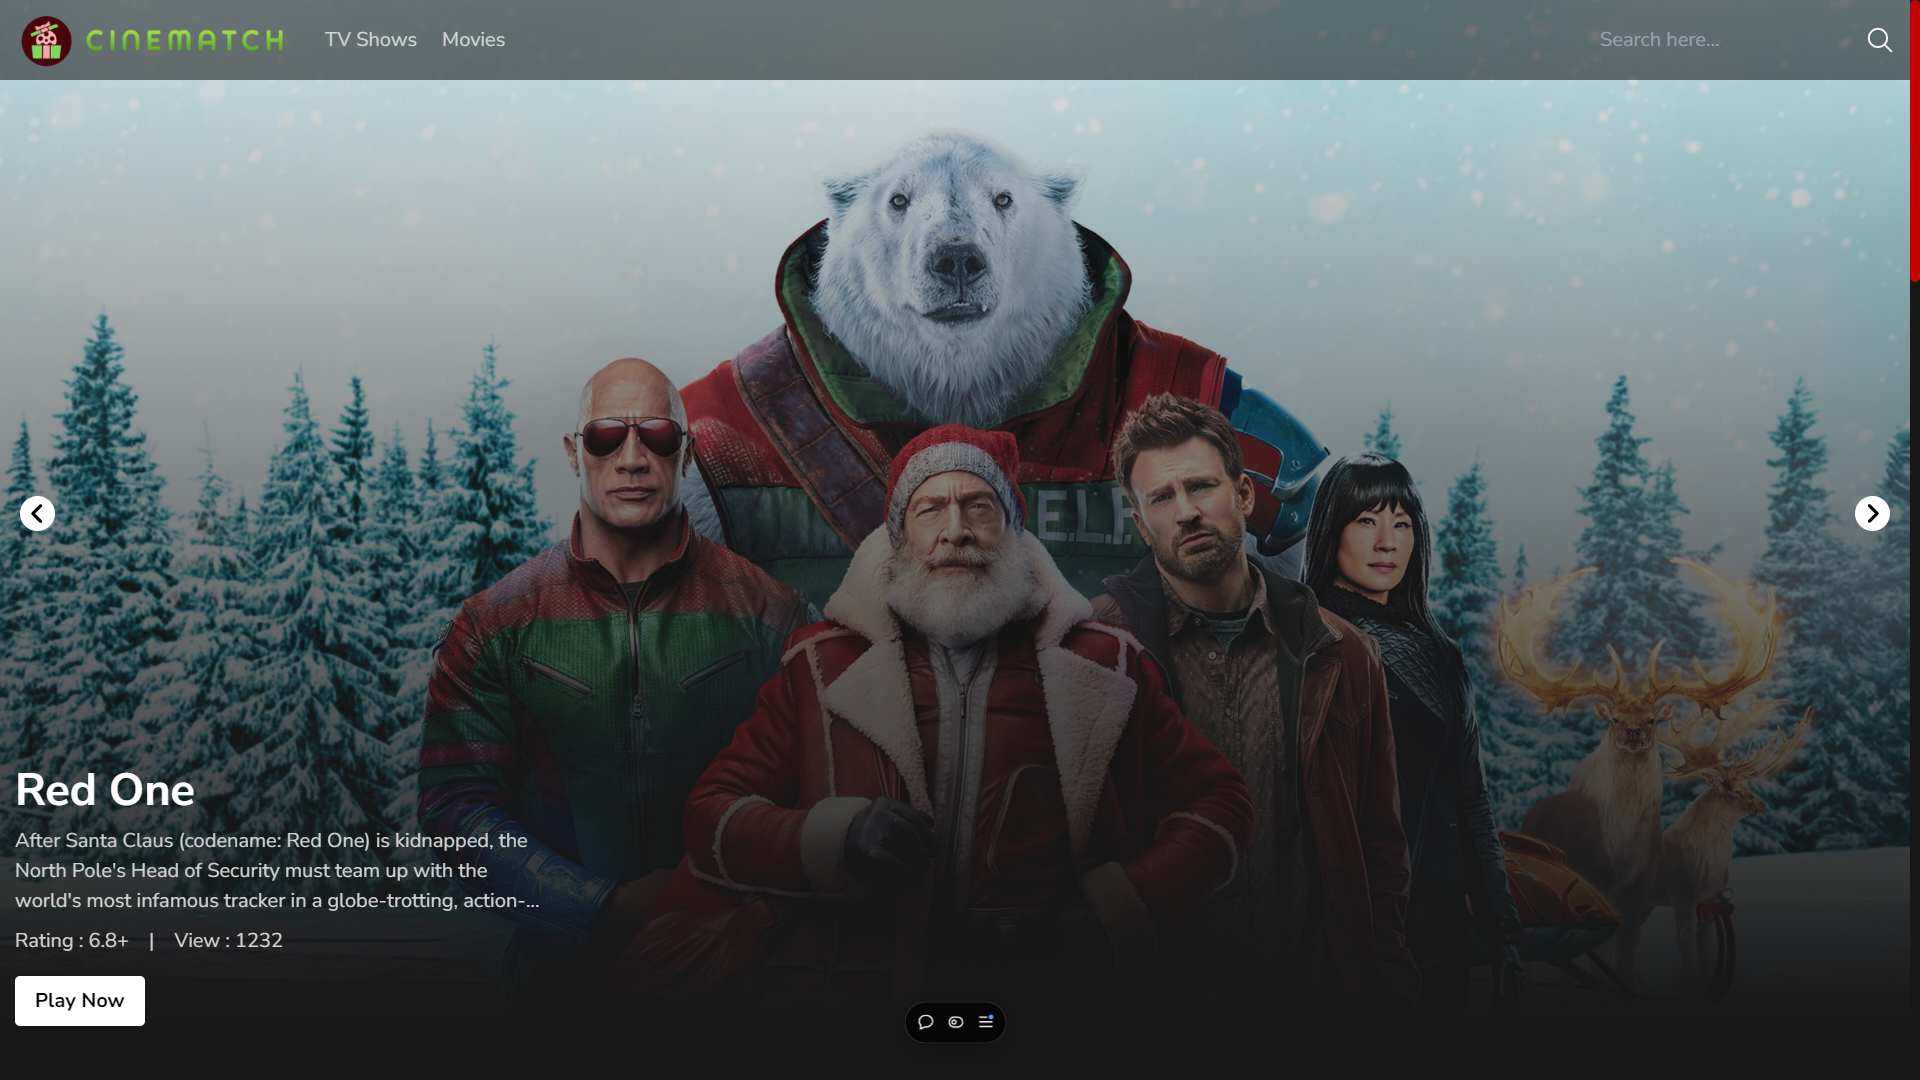 CINEMATCH
TV Shows
Movies
Search here...
E.L.F.
Red One
After Santa Claus (codename: Red One) is kidnapped, the
North Pole's Head of Security must team up with the
world's most infamous tracker in a globe-trotting, action-...
Rating : 6.8+ | View : 1232
Play Now